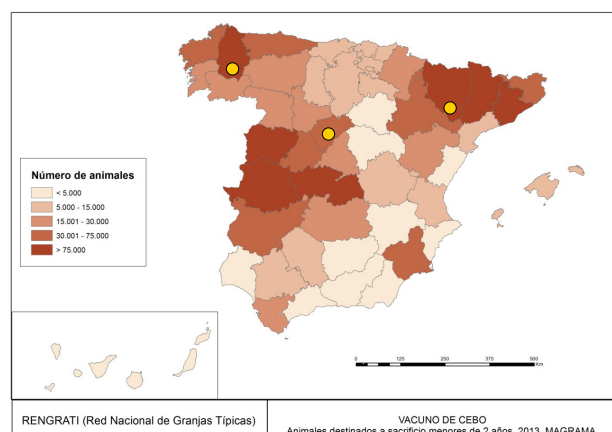 Número de animales
< 5.000
5.000 - 15.000
15.001 - 30.000
30.001 - 75.000
> 75.000
0
125
250
375
500
Km
RENGRATI (Red Nacional de Granjas Típicas)
VACUNO DE CEBO
Animales destinados a sacrificio menores de 2 años. 2013. MAGRAMA